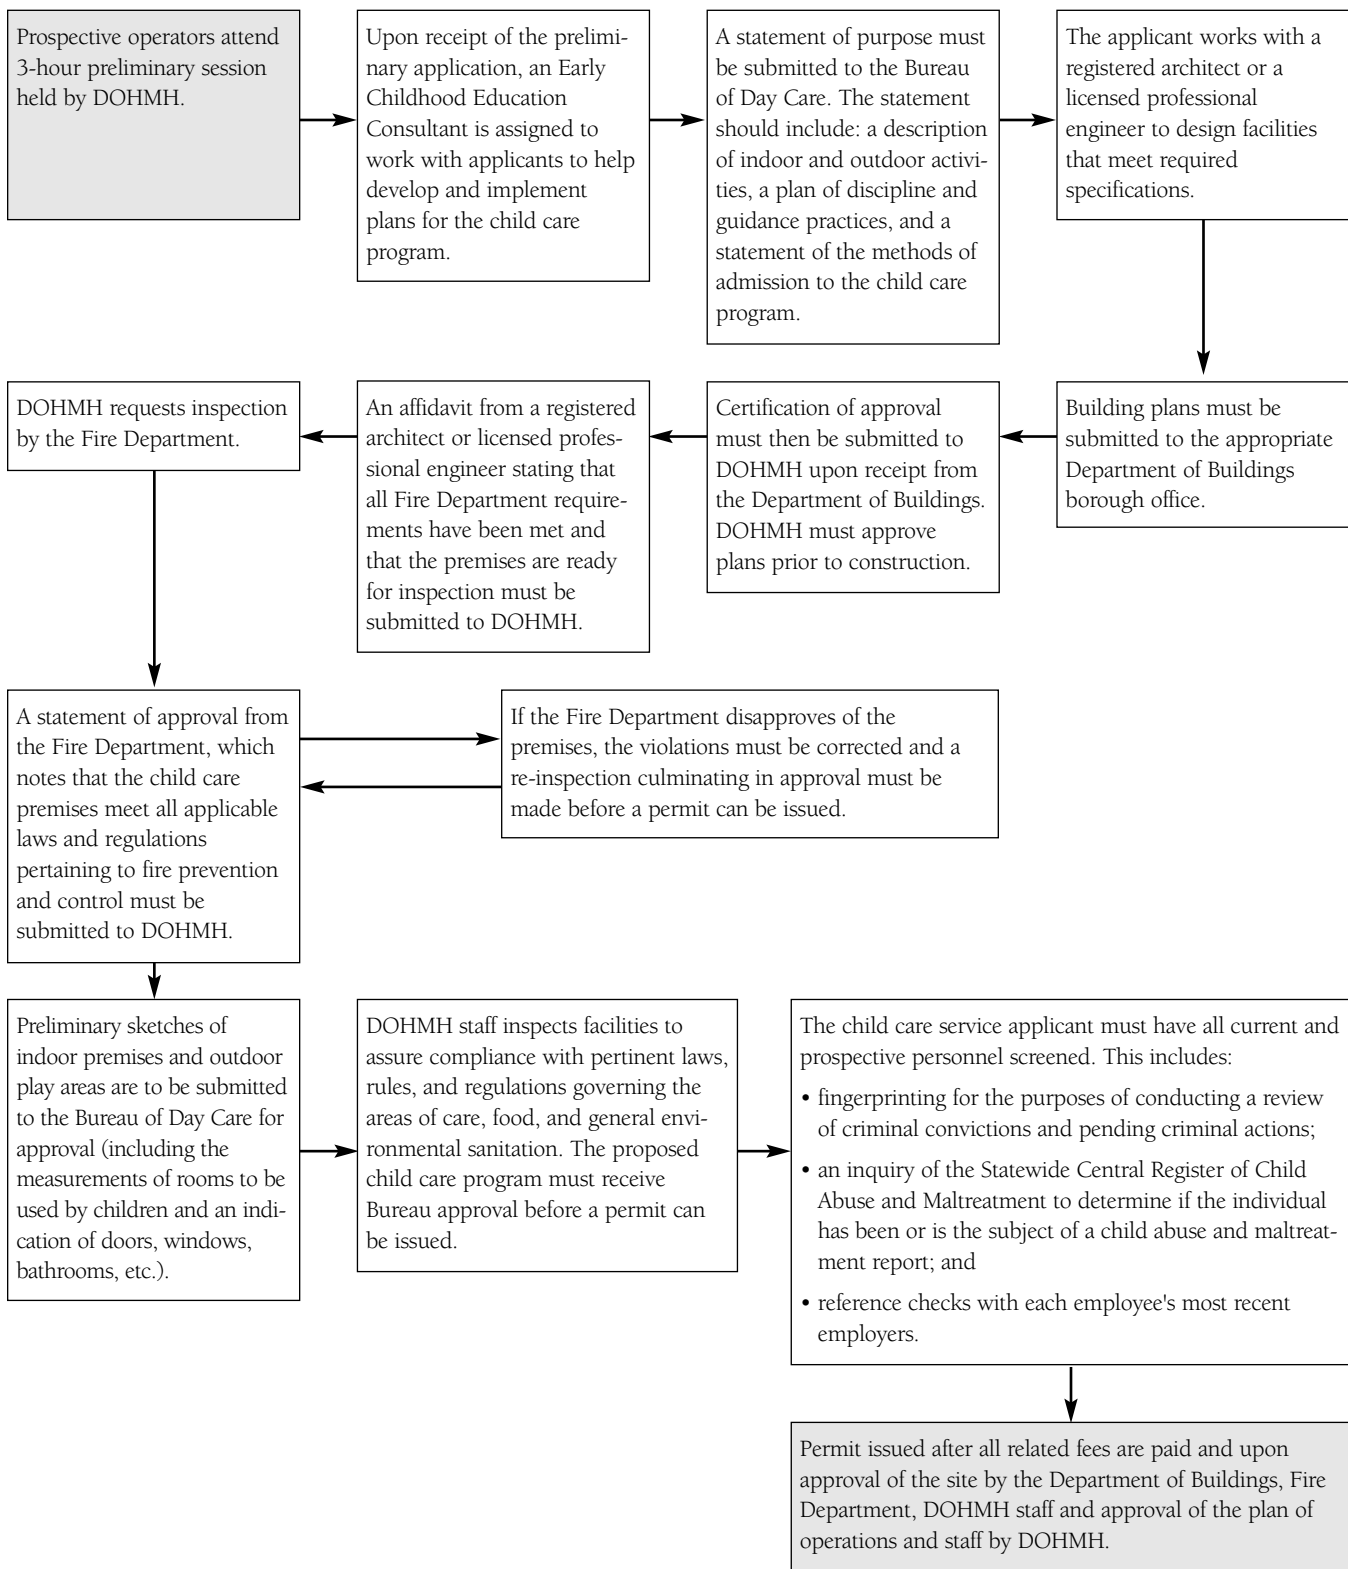 Prospective operators attend
3-hour preliminary session
held by DOHMH.
Upon receipt of the prelimi-
nary application, an Early
Childhood Education
Consultant is assigned to
work with applicants to help
develop and implement
plans for the child care
program.
A statement of purpose must
be submitted to the Bureau
of Day Care. The statement
should include: a description
of indoor and outdoor activi-
ties, a plan of discipline and
guidance practices, and a
statement of the methods of
admission to the child care
program.
The applicant works with a
registered architect or a
licensed professional
engineer to design facilities
that meet required
specifications.
Building plans must be
submitted to the appropriate
Department of Buildings
borough office.
Certification of approval
must then be submitted to
DOHMH upon receipt from
the Department of Buildings.
DOHMH must approve
plans prior to construction.
An affidavit from a registered
architect or licensed profes-
sional engineer stating that
all Fire Department require-
ments have been met and
that the premises are ready
for inspection must be
submitted to DOHMH.
DOHMH requests inspection
by the Fire Department.
A statement of approval from
the Fire Department, which
notes that the child care
premises meet all applicable
laws and regulations
pertaining to fire prevention
and control must be
submitted to DOHMH.
If the Fire Department disapproves of the
premises, the violations must be corrected and a
re-inspection culminating in approval must be
made before a permit can be issued.
Preliminary sketches of
indoor premises and outdoor
play areas are to be submitted
to the Bureau of Day Care for
approval (including the
measurements of rooms to be
used by children and an indi-
cation of doors, windows,
bathrooms, etc.).
DOHMH staff inspects facilities to
assure compliance with pertinent laws,
rules, and regulations governing the
areas of care, food, and general envi-
ronmental sanitation. The proposed
child care program must receive
Bureau approval before a permit can
be issued.
The child care service applicant must have all current and
prospective personnel screened. This includes:
• fingerprinting for the purposes of conducting a review
of criminal convictions and pending criminal actions;
• an inquiry of the Statewide Central Register of Child
Abuse and Maltreatment to determine if the individual
has been or is the subject of a child abuse and maltreat-
ment report; and
• reference checks with each employee's most recent
employers.
Permit issued after all related fees are paid and upon
approval of the site by the Department of Buildings, Fire
Department, DOHMH staff and approval of the plan of
operations and staff by DOHMH.